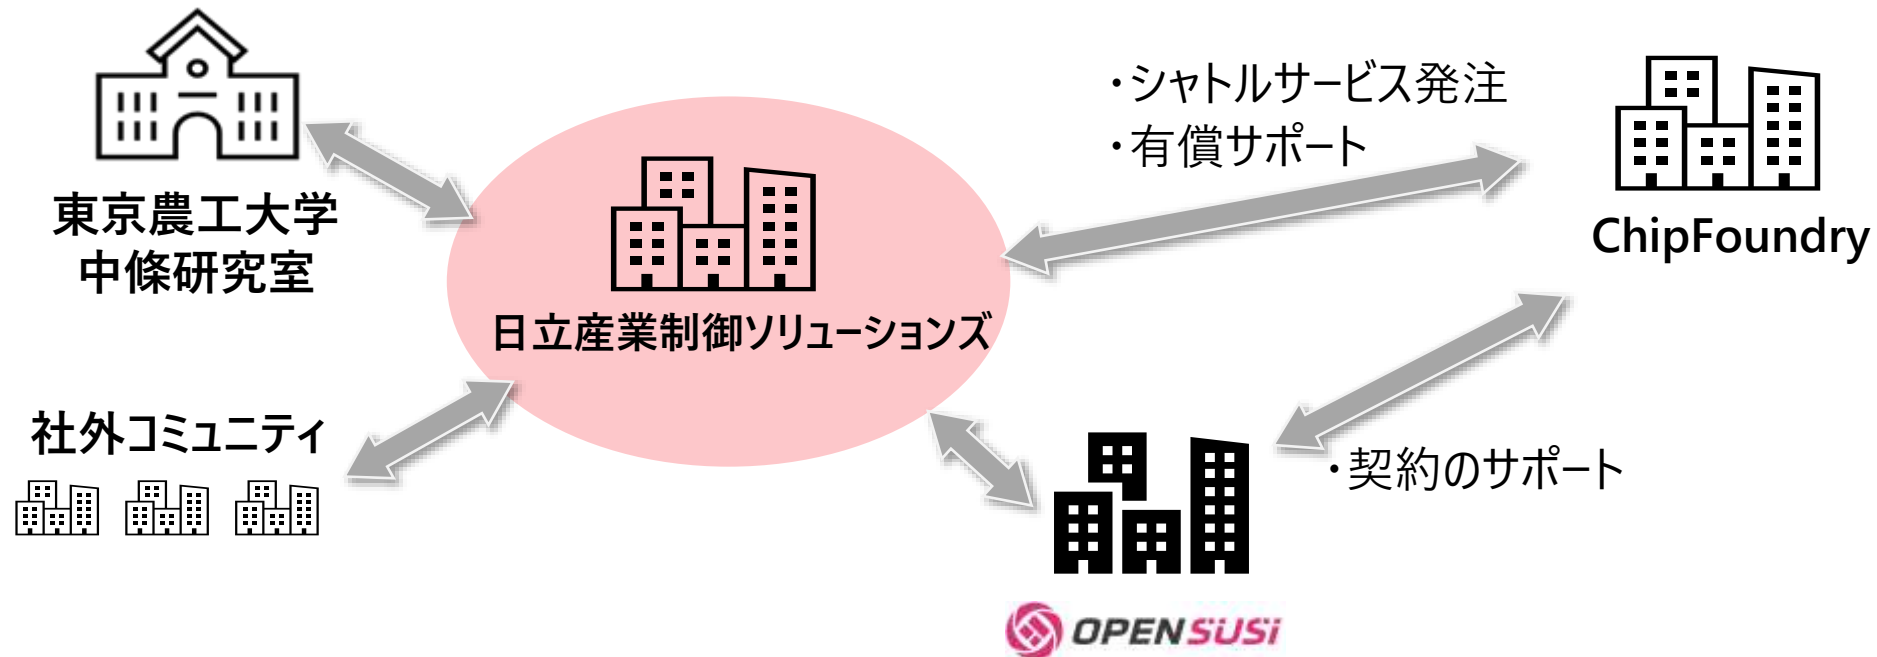 東京農工大学
中條研究室
社外コミュニティ
日立産業制御ソリューションズ
・シャトルサービス発注
・有償サポート
ChipFoundry
・契約のサポート
OPENSUSI